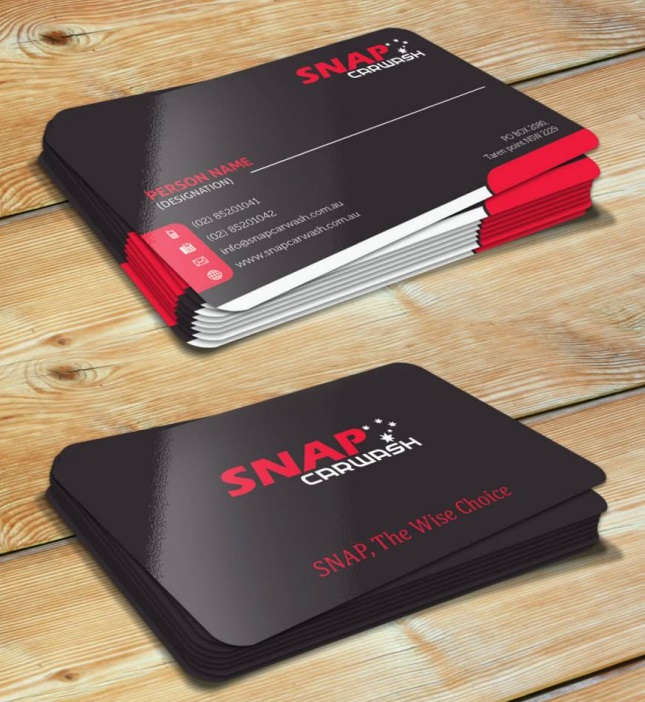 SNAP
CARWASH
PO BOX 2080,
Taren point NSW 2229
PERSON NAME
(DESIGNATION)
(02) 85201041
(02) 85201042
info@snapcarwash.com.au
www.snapcarwash.com.au
SNAP
CARWASH
SNAP, The Wise Choice